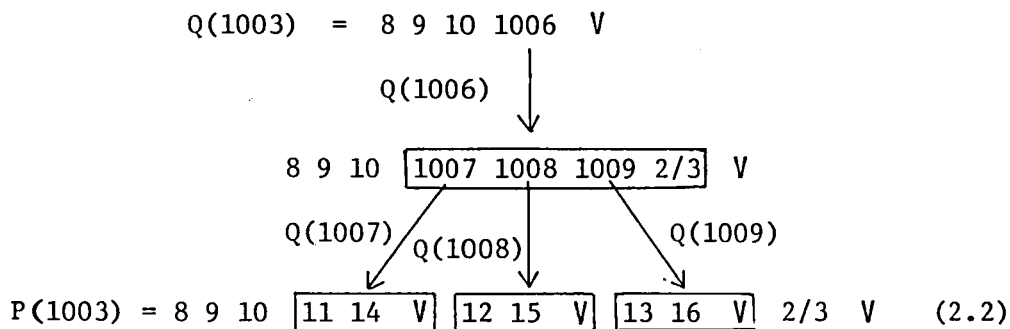 Q(1003) = 8 9 10 1006 V
Q(1006)
8 9 10 1007 1008 1009 2/3 V
Q(1007) Q(1008) Q(1009)
P(1003) = 8 9 10 11 14 V 12 15 V 13 16 V 2/3 V (2.2)